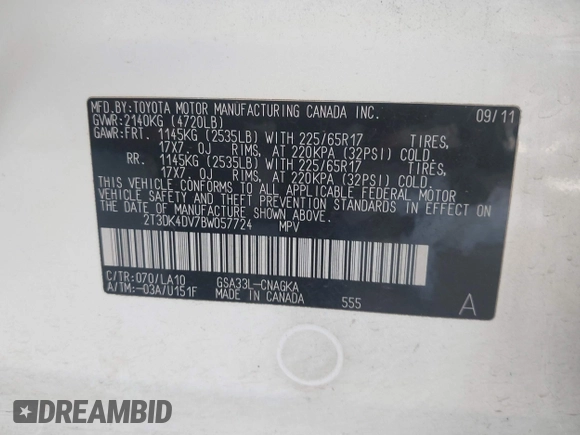 MFD.BY:TOYOTA MOTOR MANUFACTURING CANADA INC. 09/11
GVWR:2140KG (4720LB)
GAWR:FRT. 1145KG (2535LB) WITH 225/65R17 TIRES,
17X7 OJ RIMS, AT 220KPA (32PSI) COLD.
RR. 1145KG (2535LB) WITH 225/65R17 TIRES,
17X7 OJ RIMS, AT 220KPA (32PSI) COLD.
THIS VEHICLE CONFORMS TO ALL APPLICABLE FEDERAL MOTOR
VEHICLE SAFETY AND THEFT PREVENTION STANDARDS IN EFFECT
ON THE DATE OF MANUFACTURE SHOWN ABOVE.
2T3DK4DV7BW057724 MPV
C/TR:070/LA10 GSA33L-CNAGKA
A/TM:-03A/U151F MADE IN CANADA 555 A
DREAMBID